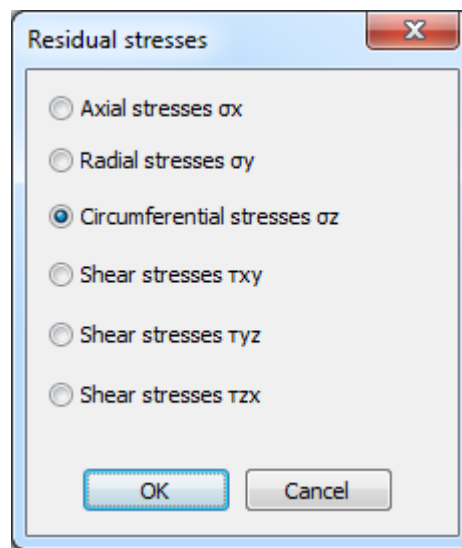 Residual stresses
Axial stresses σx
Radial stresses σy
Circumferential stresses σz
Shear stresses τxy
Shear stresses τyz
Shear stresses τzx
OK Cancel